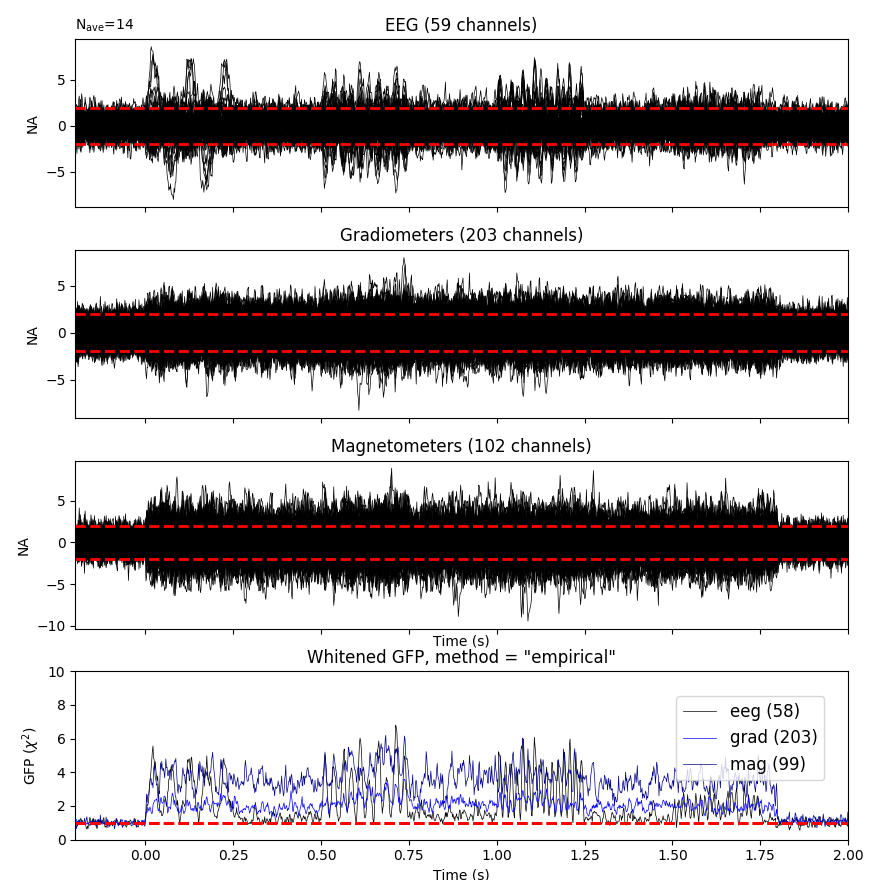 N_ave=14
EEG (59 channels)
5
0
−5
NA
Gradiometers (203 channels)
5
0
−5
NA
Magnetometers (102 channels)
5
0
−5
−10
NA
Time (s)
Whitened GFP, method = "empirical"
10
8
6
4
2
0
GFP (χ²)
eeg (58)
grad (203)
mag (99)
0.00 0.25 0.50 0.75 1.00 1.25 1.50 1.75 2.00
Time (s)